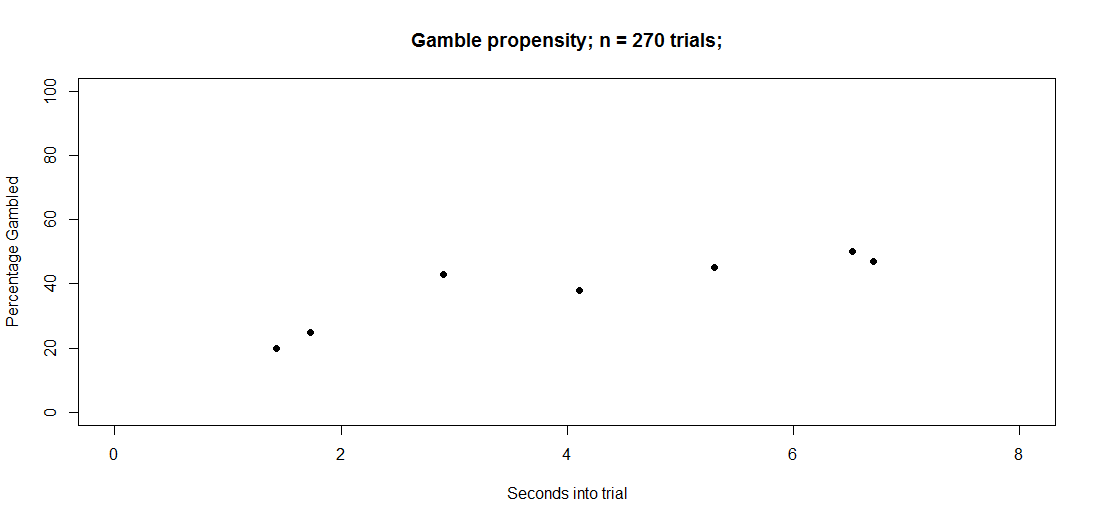 Gamble propensity; n = 270 trials;
Percentage Gambled
100
80
60
40
20
0
0 2 4 6 8
Seconds into trial